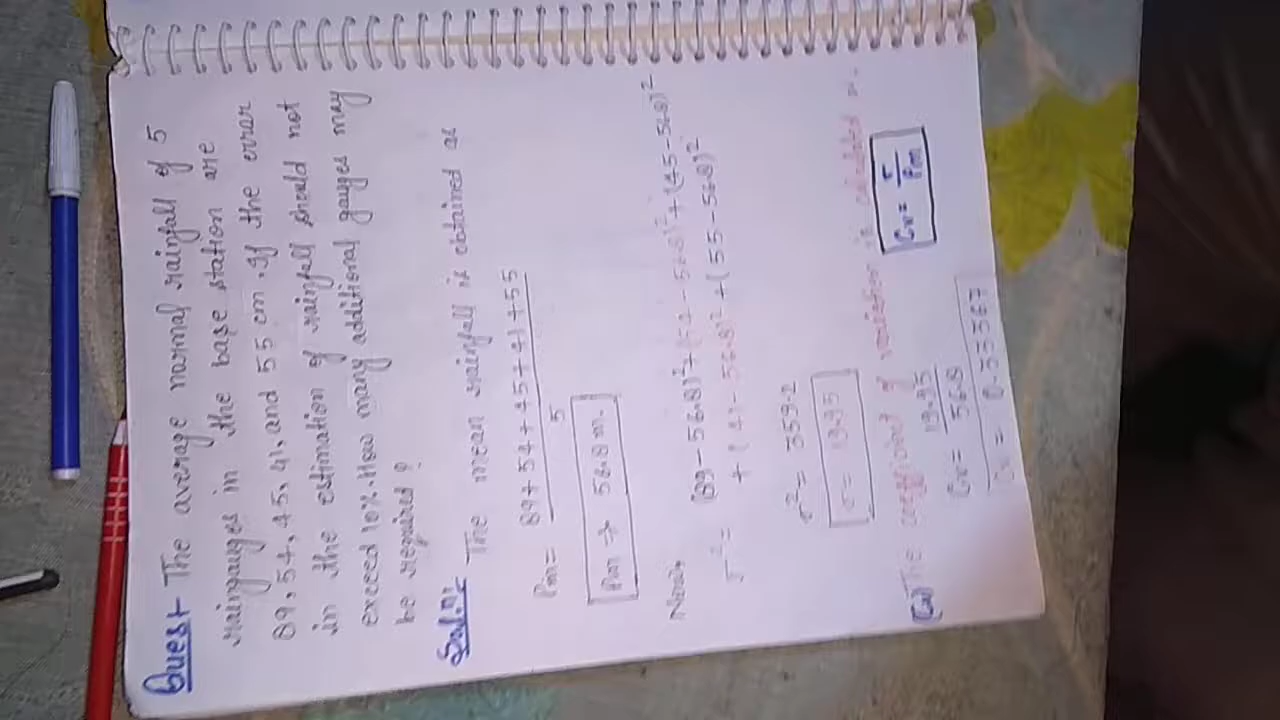 Quest - The average normal rainfall of 5
raingauges in the base station are
89, 54, 45, 41, and 55 cm. If the error
in the estimation of rainfall should not
exceed 10%. How many additional gauges may
be required ?
Sol.n:- The mean rainfall is obtained as
Pm = 89 + 54 + 45 + 41 + 55
5
Pm → 56.8 m.
Now,
σ² = (89 - 56.8)² + (54 - 56.8)² + (45 - 56.8)²
+ (41 - 56.8)² + (55 - 56.8)²
σ² = 359.2
σ = 18.95
(Cv) The coefficient of variation is calculated
Cv = σ/Pm
Cv = 18.95
56.8